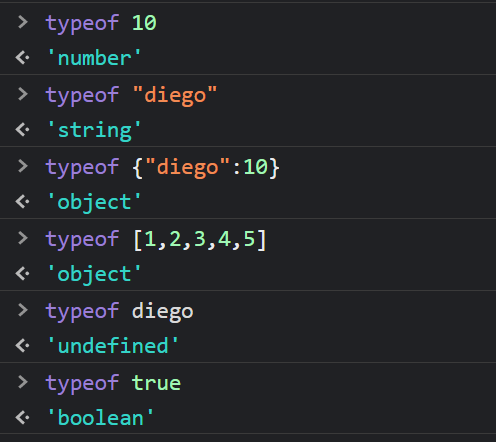 > typeof 10
<· 'number'
> typeof "diego"
<· 'string'
> typeof {"diego":10}
<· 'object'
> typeof [1,2,3,4,5]
<· 'object'
> typeof diego
<· 'undefined'
> typeof true
<· 'boolean'